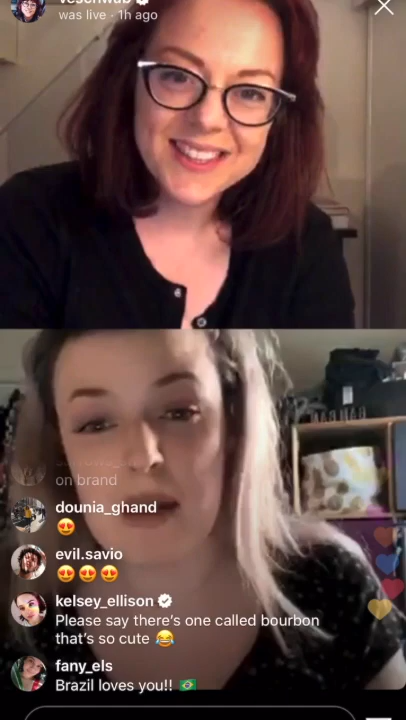 was live · 1h ago
on brand
dounia_ghand
😍
evil.savio
😍😍😍
kelsey_ellison
Please say there's one called bourbon
that's so cute 😂
fany_els
Brazil loves you!! 🇧🇷